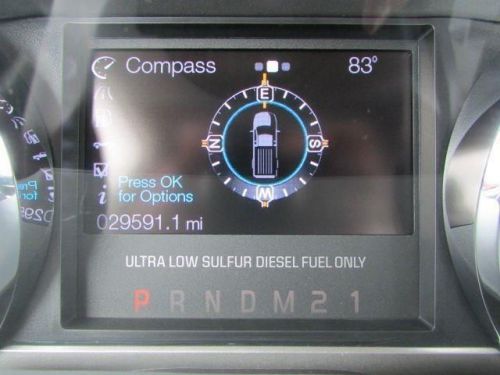 Compass
83°
E
N
S
W
Press OK
for Options
029591.1 mi
ULTRA LOW SULFUR DIESEL FUEL ONLY
P R N D M 2 1